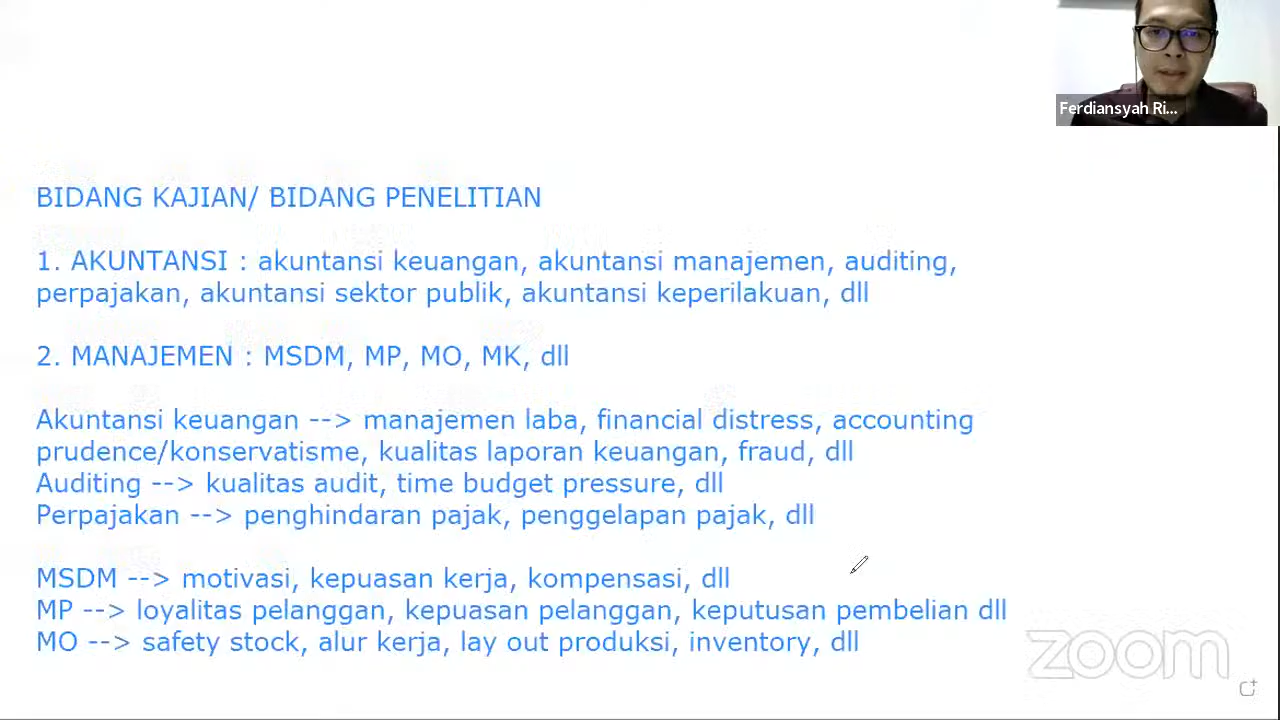 Ferdiansyah Ri...
BIDANG KAJIAN/ BIDANG PENELITIAN
1. AKUNTANSI : akuntansi keuangan, akuntansi manajemen, auditing,
perpajakan, akuntansi sektor publik, akuntansi keperilakuan, dll
2. MANAJEMEN : MSDM, MP, MO, MK, dll
Akuntansi keuangan --> manajemen laba, financial distress, accounting
prudence/konservatisme, kualitas laporan keuangan, fraud, dll
Auditing --> kualitas audit, time budget pressure, dll
Perpajakan --> penghindaran pajak, penggelapan pajak, dll
MSDM --> motivasi, kepuasan kerja, kompensasi, dll
MP --> loyalitas pelanggan, kepuasan pelanggan, keputusan pembelian dll
MO --> safety stock, alur kerja, lay out produksi, inventory, dll
zoom